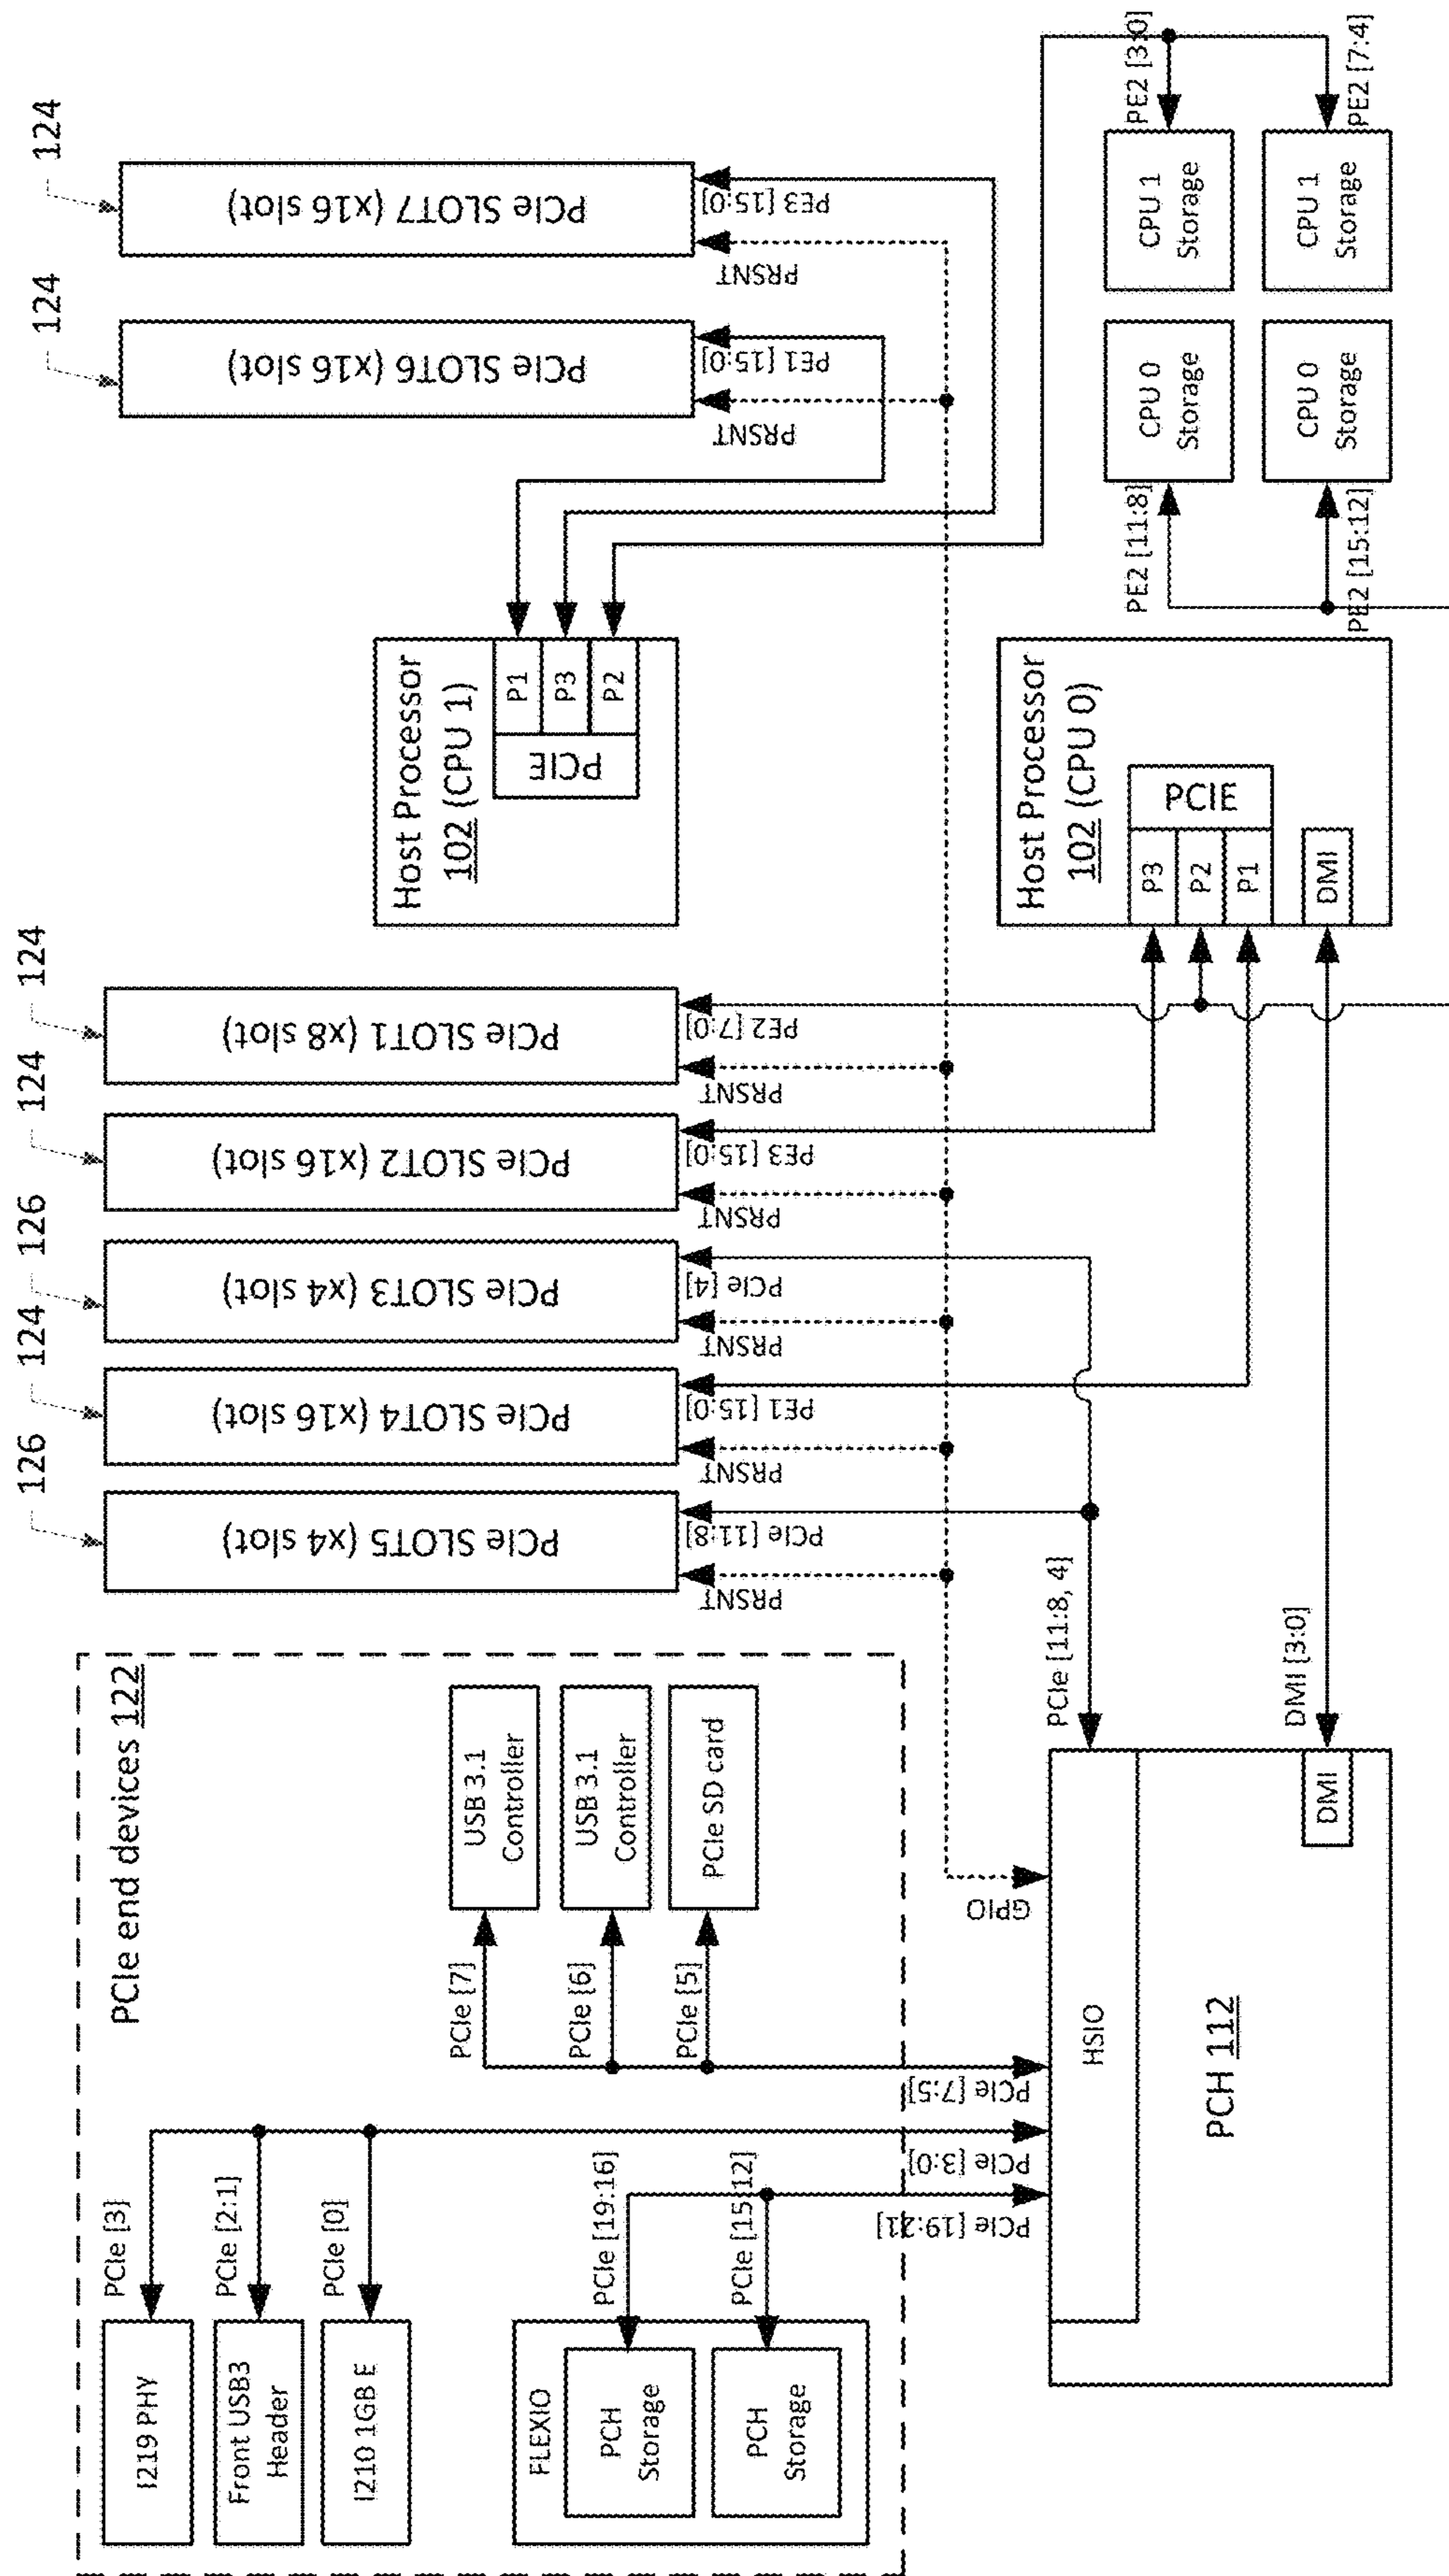 PCIe end devices 122
I219 PHY
PCIe [3]
Front USB3
Header
PCIe [2:1]
I210 1GB E
PCIe [0]
FLEXIO
PCH
Storage
PCIe [19:16]
PCH
Storage
PCIe [15:12]
PCIe [7]
USB 3.1
Controller
PCIe [6]
USB 3.1
Controller
PCIe [5]
PCIe SD card
PCIe [19:21]
PCIe [3:0]
PCIe [7:5]
GPIO
HSIO
PCH 112
DMI
PCIe [11:8, 4]
DMI [3:0]
126
PCIe SLOT5 (x4 slot)
PRSNT
PCIe [11:8]
124
PCIe SLOT4 (x16 slot)
PRSNT
PE1 [15:0]
126
PCIe SLOT3 (x4 slot)
PRSNT
PCIe [4]
124
PCIe SLOT2 (x16 slot)
PRSNT
PE3 [15:0]
124
PCIe SLOT1 (x8 slot)
PRSNT
PE2 [7:0]
Host Processor
102 (CPU 1)
PCIE
P1
P3
P2
Host Processor
102 (CPU 0)
P3
P2
P1
PCIE
DMI
124
PCIe SLOT6 (x16 slot)
PRSNT
PE1 [15:0]
124
PCIe SLOT7 (x16 slot)
PRSNT
PE3 [15:0]
PE2 [11:8]
CPU 0
Storage
PE2 [15:12]
CPU 0
Storage
CPU 1
Storage
PE2 [3:0]
CPU 1
Storage
PE2 [7:4]